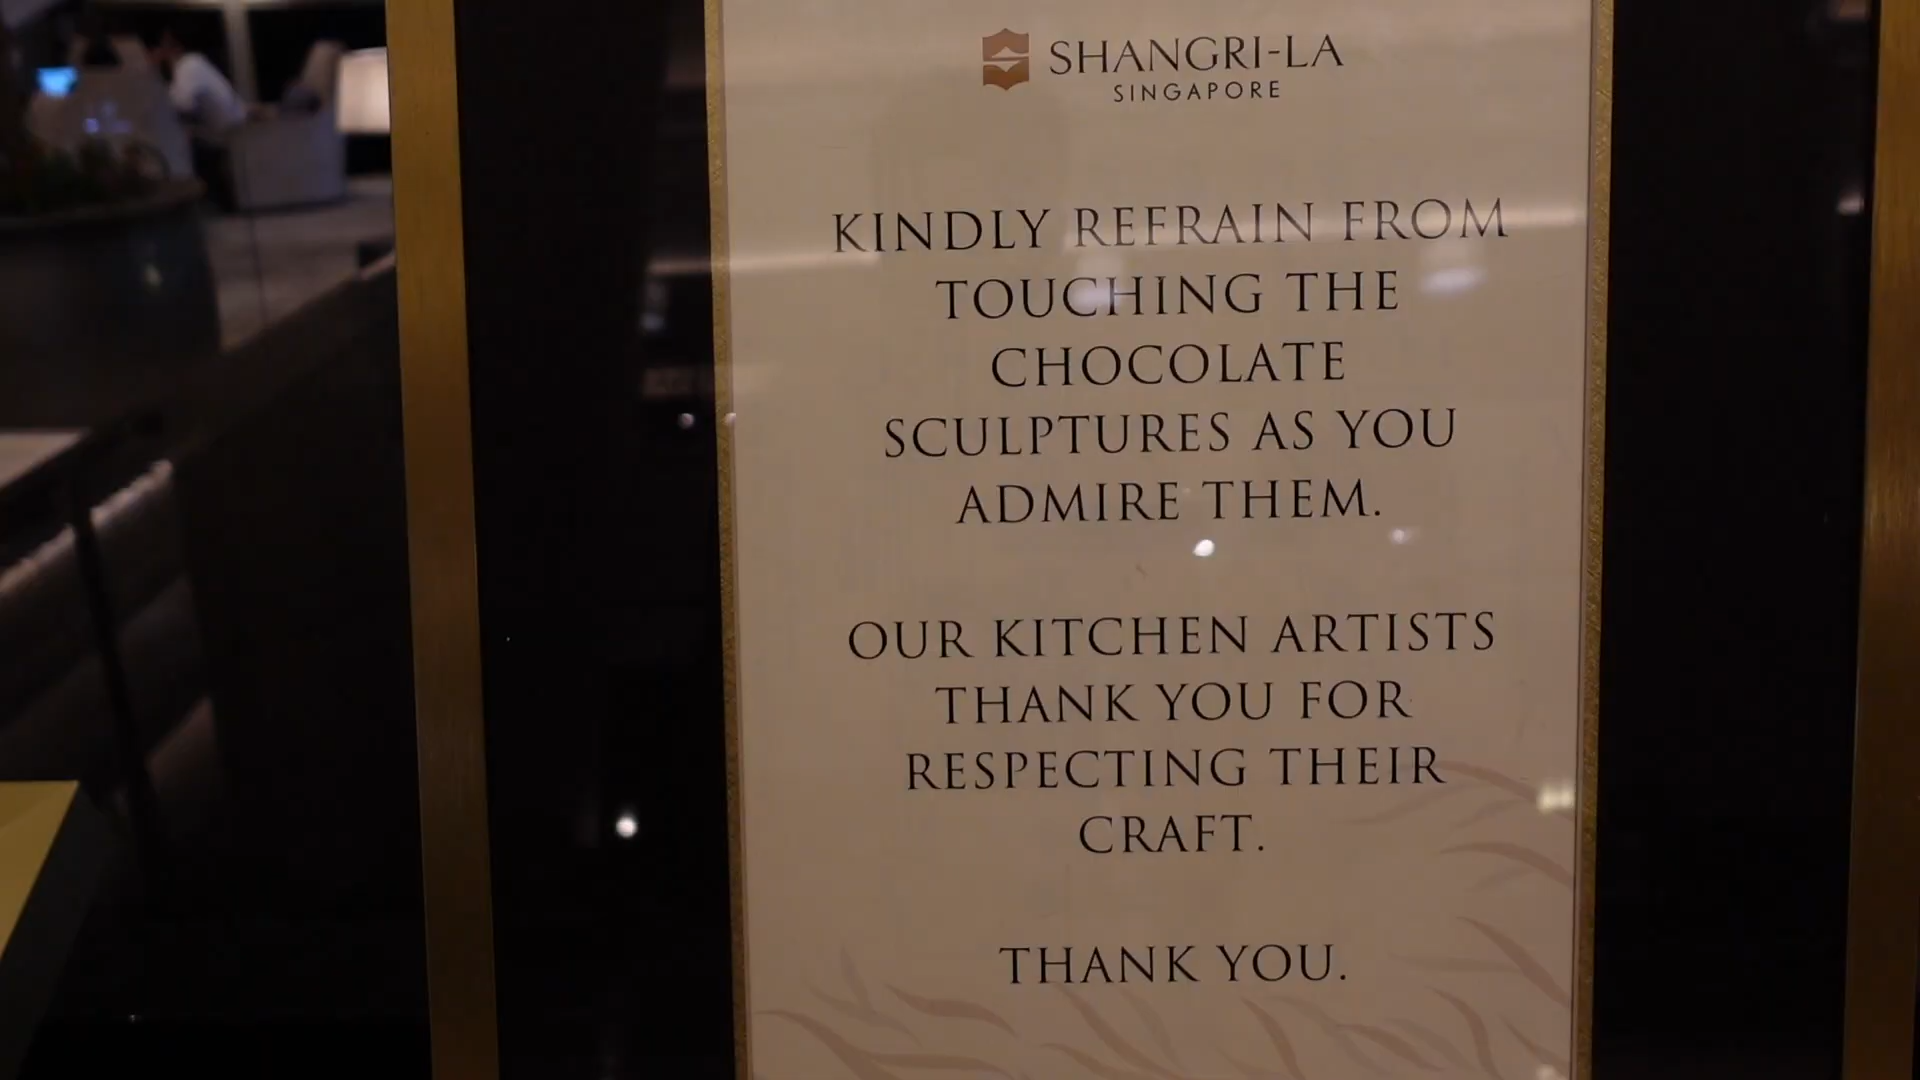 SHANGRI-LA
SINGAPORE
KINDLY REFRAIN FROM
TOUCHING THE
CHOCOLATE
SCULPTURES AS YOU
ADMIRE THEM.
OUR KITCHEN ARTISTS
THANK YOU FOR
RESPECTING THEIR
CRAFT.
THANK YOU.